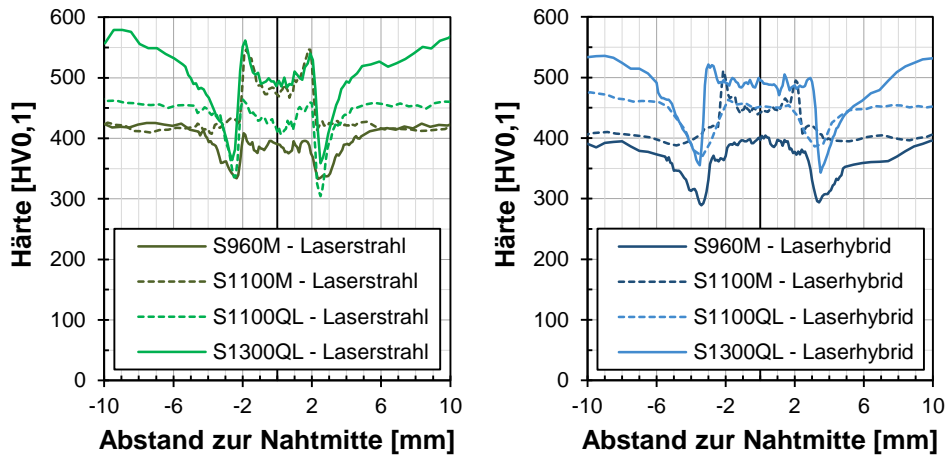 600
500
400
300
200
100
0
Härte [HV0,1]
S960M - Laserstrahl
S1100M - Laserstrahl
S1100QL - Laserstrahl
S1300QL - Laserstrahl
-10 -6 -2 2 6 10
Abstand zur Nahtmitte [mm]
600
500
400
300
200
100
0
Härte [HV0,1]
S960M - Laserhybrid
S1100M - Laserhybrid
S1100QL - Laserhybrid
S1300QL - Laserhybrid
-10 -6 -2 2 6 10
Abstand zur Nahtmitte [mm]